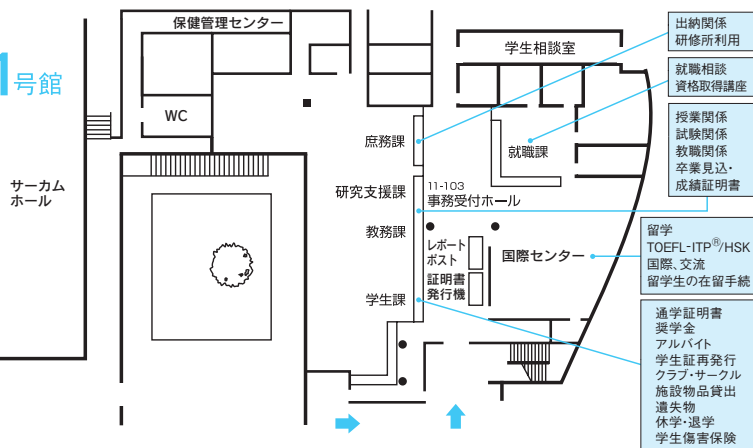 1号館
保健管理センター
WC
サーカム
ホール
学生相談室
庶務課
就職課
研究支援課
11-103
事務受付ホール
教務課
レポート
ポスト
国際センター
証明書
発行機
学生課
出納関係
研修所利用
就職相談
資格取得講座
授業関係
試験関係
教職関係
卒業見込・
成績証明書
留学
TOEFL-ITP®/HSK
国際、交流
留学生の在留手続
通学証明書
奨学金
アルバイト
学生証再発行
クラブ・サークル
施設物品貸出
遺失物
休学・退学
学生傷害保険